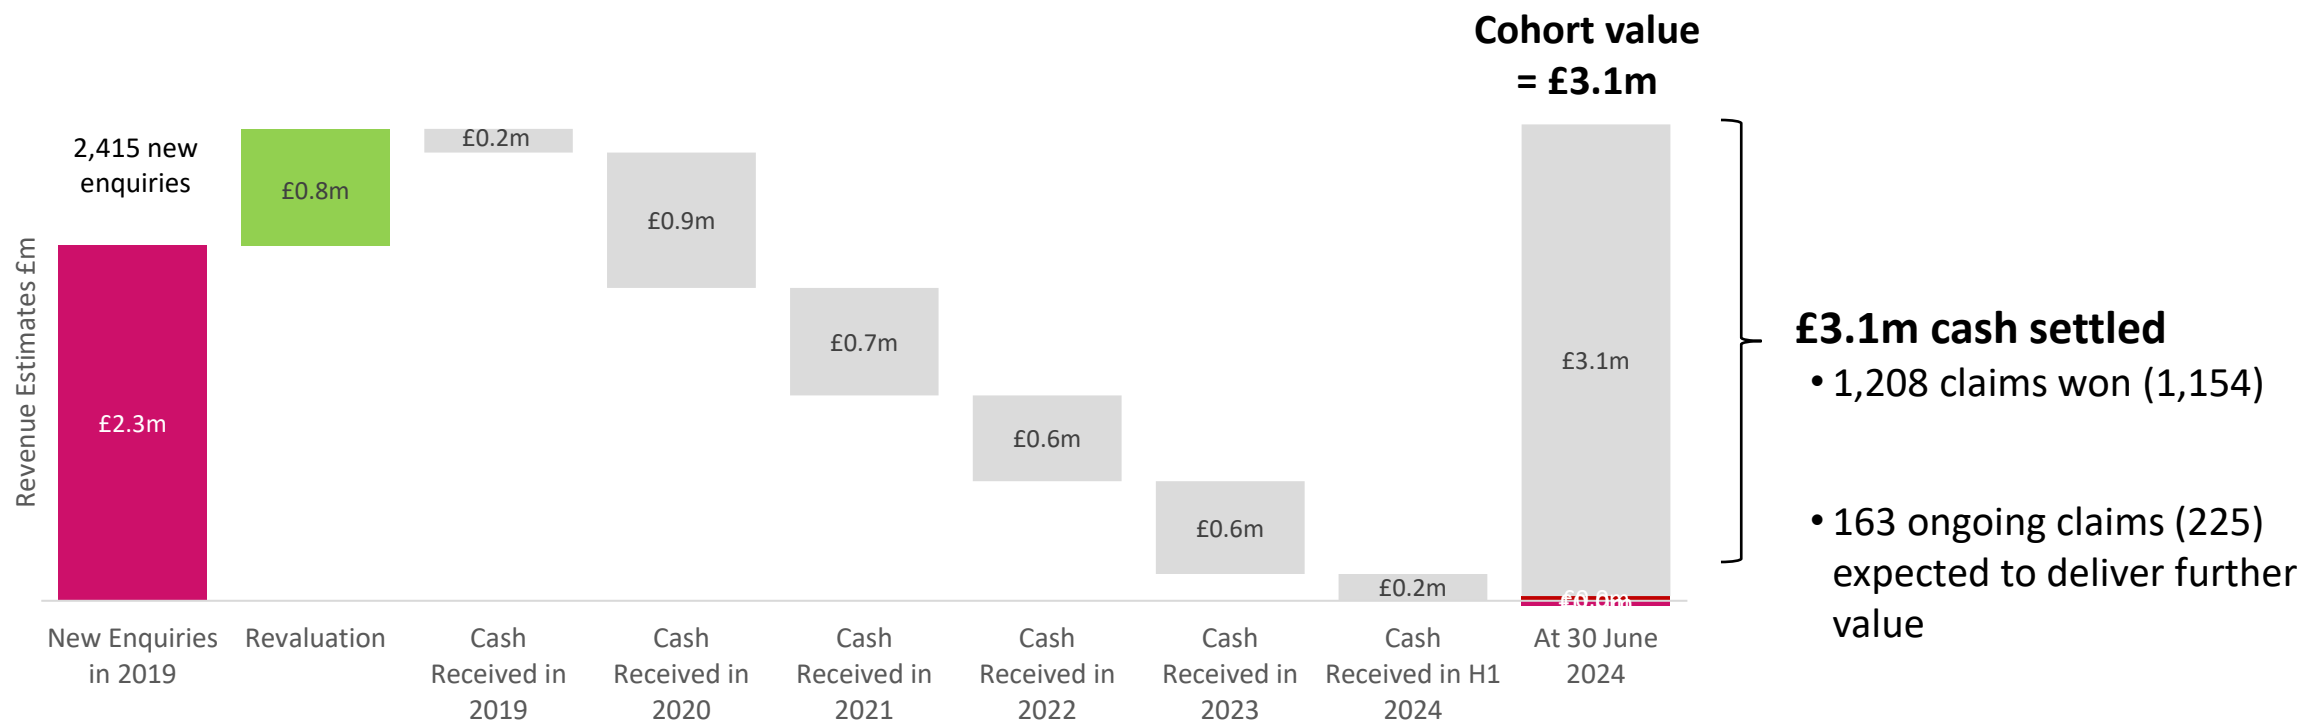 Cohort value
= £3.1m
2,415 new
enquiries
£0.8m
£0.2m
£0.9m
£0.7m
£0.6m
£0.6m
£0.2m
£3.1m
£2.3m
Revenue Estimates £m
£3.1m cash settled
• 1,208 claims won (1,154)
• 163 ongoing claims (225)
expected to deliver further
value
New Enquiries
in 2019
Revaluation
Cash
Received in
2019
Cash
Received in
2020
Cash
Received in
2021
Cash
Received in
2022
Cash
Received in
2023
Cash
Received in H1
2024
At 30 June
2024